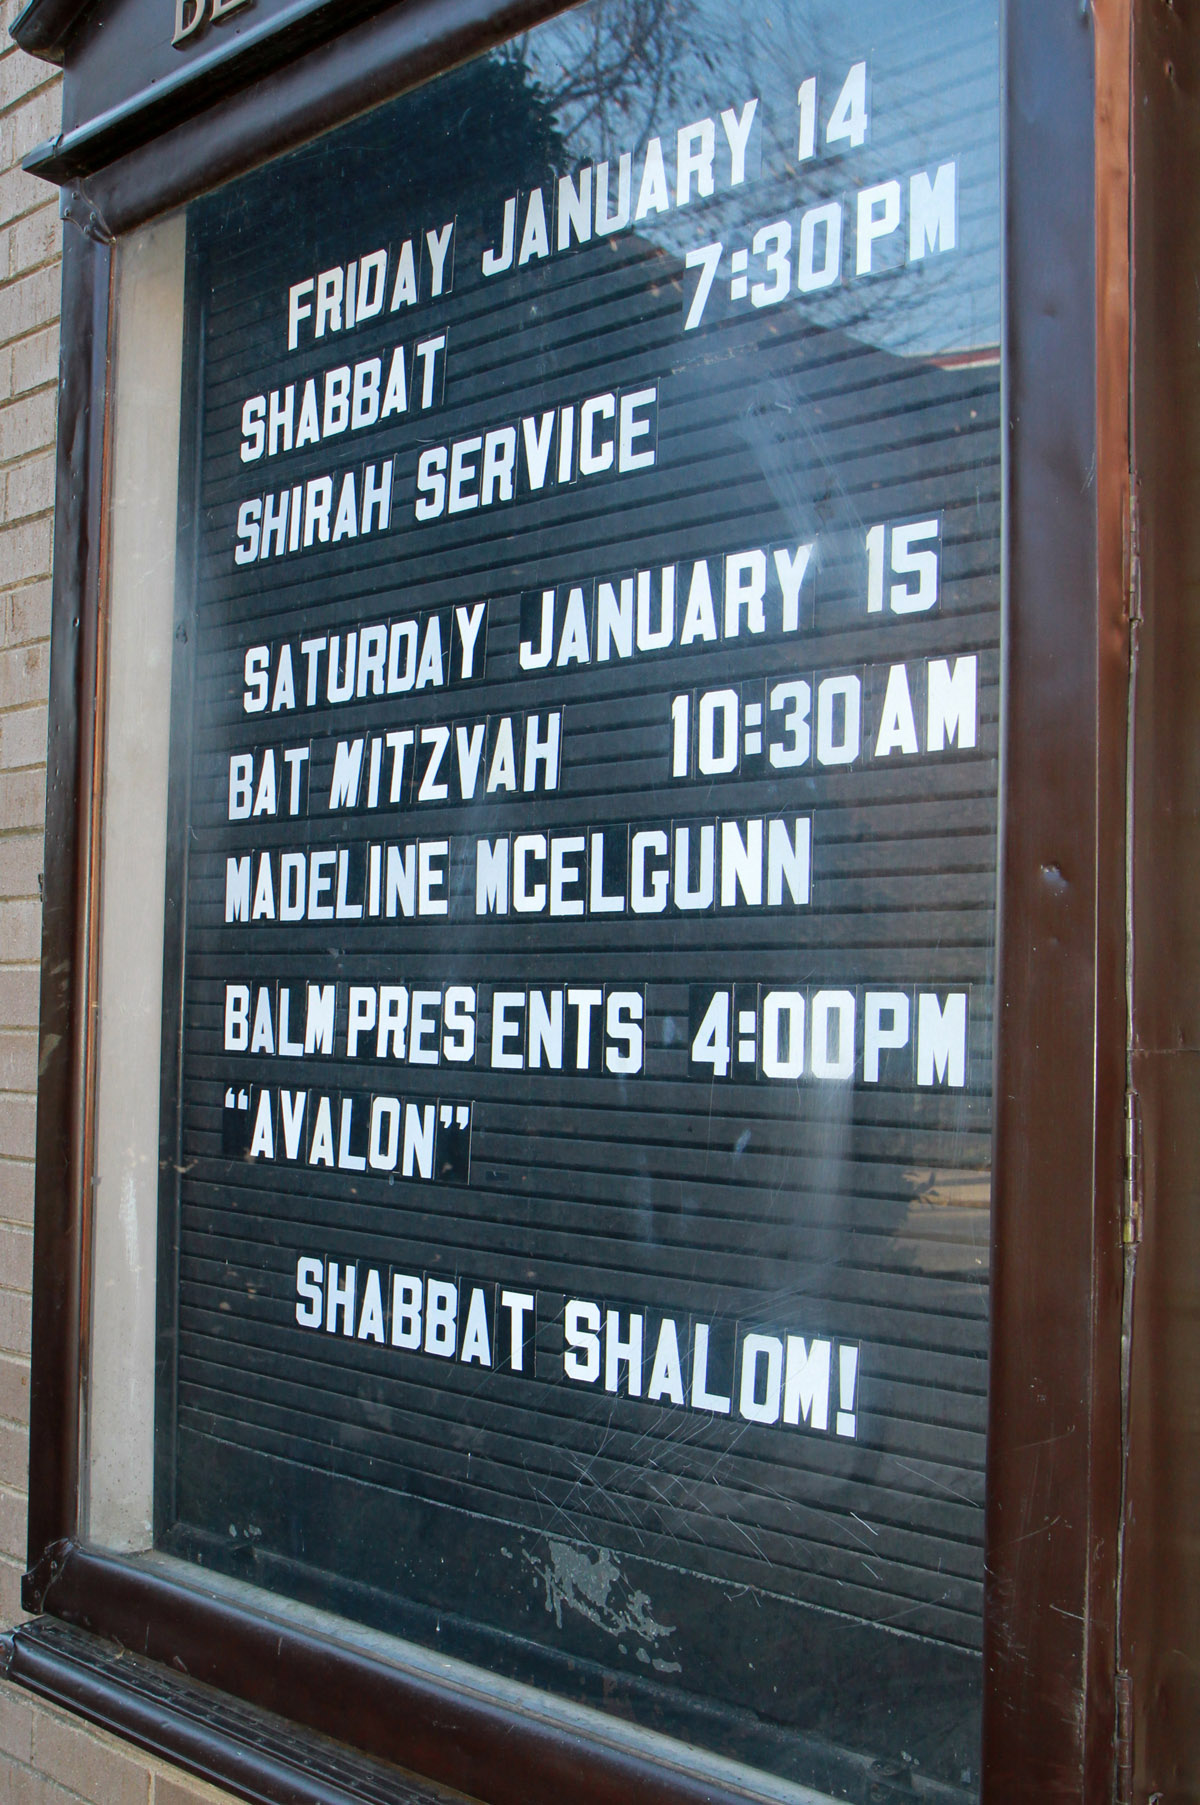 FRIDAY JANUARY 14
7:30PM
SHABBAT
SHIRAH SERVICE
SATURDAY JANUARY 15
BAT MITZVAH 10:30AM
MADELINE MCELGUNN
BALM PRESENTS 4:00PM
“AVALON”
SHABBAT SHALOM!